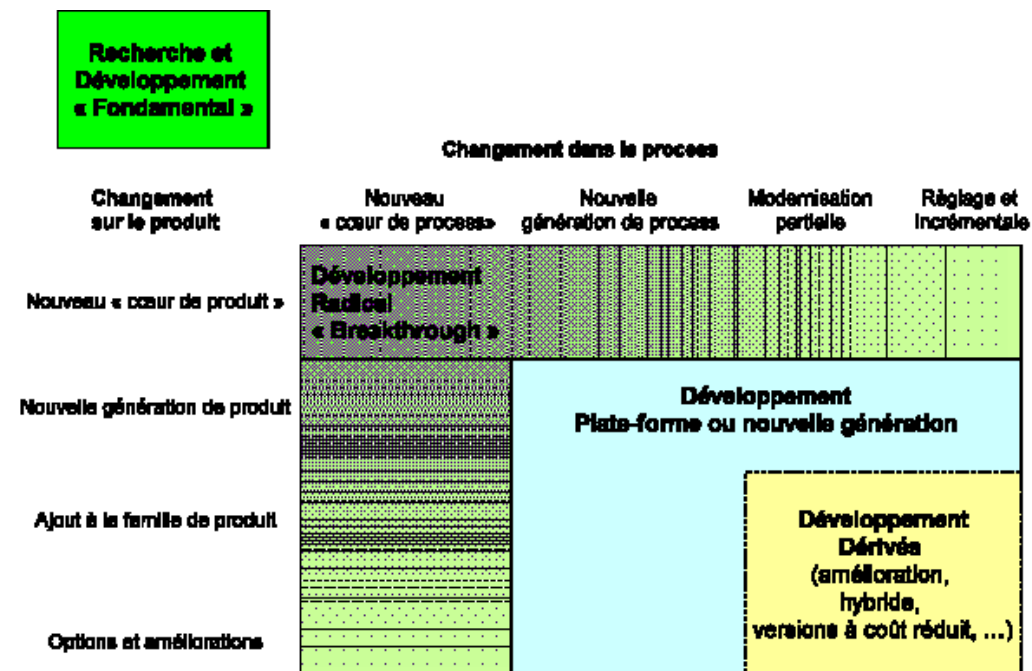 Recherche et
Développement
« Fondamental »
Changement dans le process
Changement
sur le produit
Nouveau
« cœur de process»
Nouvelle
génération de process
Modernisation
partielle
Règlage et
incrémentale
Nouveau « cœur de produit »
Développement
Radical
« Breakthrough »
Nouvelle génération de produit
Développement
Plate-forme ou nouvelle génération
Ajout à la famille de produit
Développement
Dérivés
(amélioration,
hybride,
versions à coût réduit, ...)
Options et améliorations